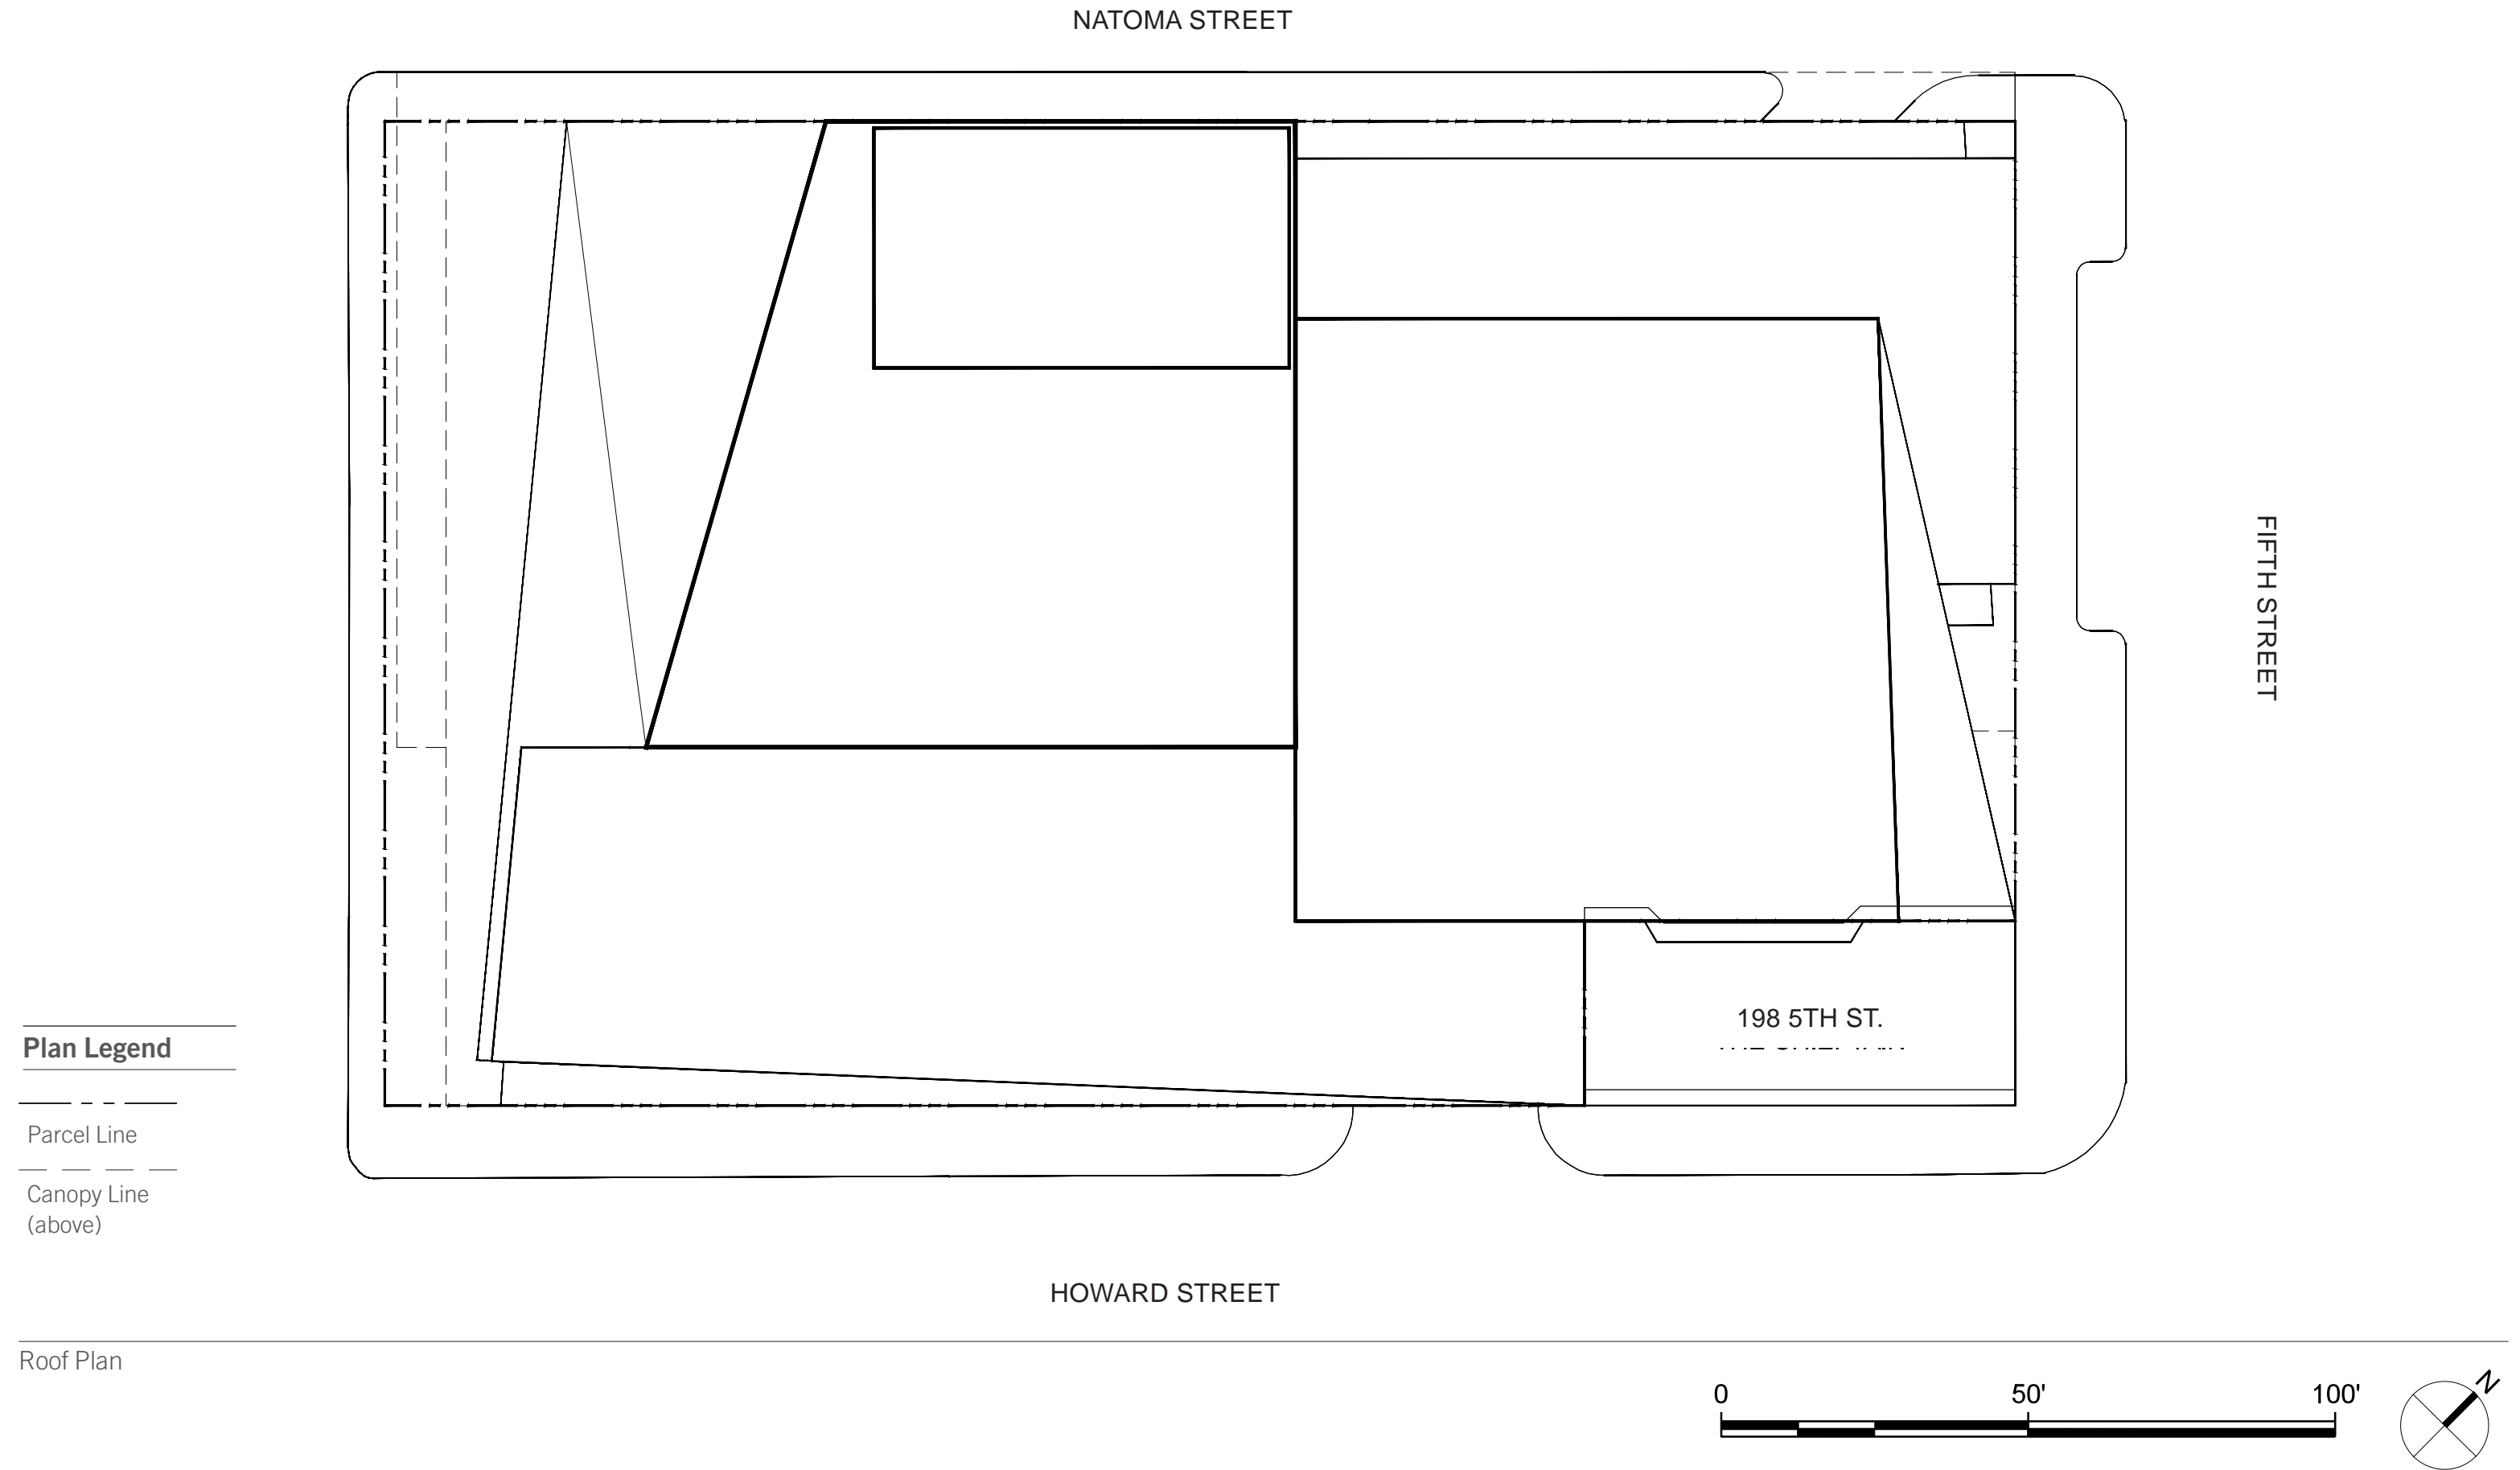 NATOMA STREET
FIFTH STREET
198 5TH ST.
Plan Legend
Parcel Line
Canopy Line
(above)
HOWARD STREET
Roof Plan
0 50' 100'
N